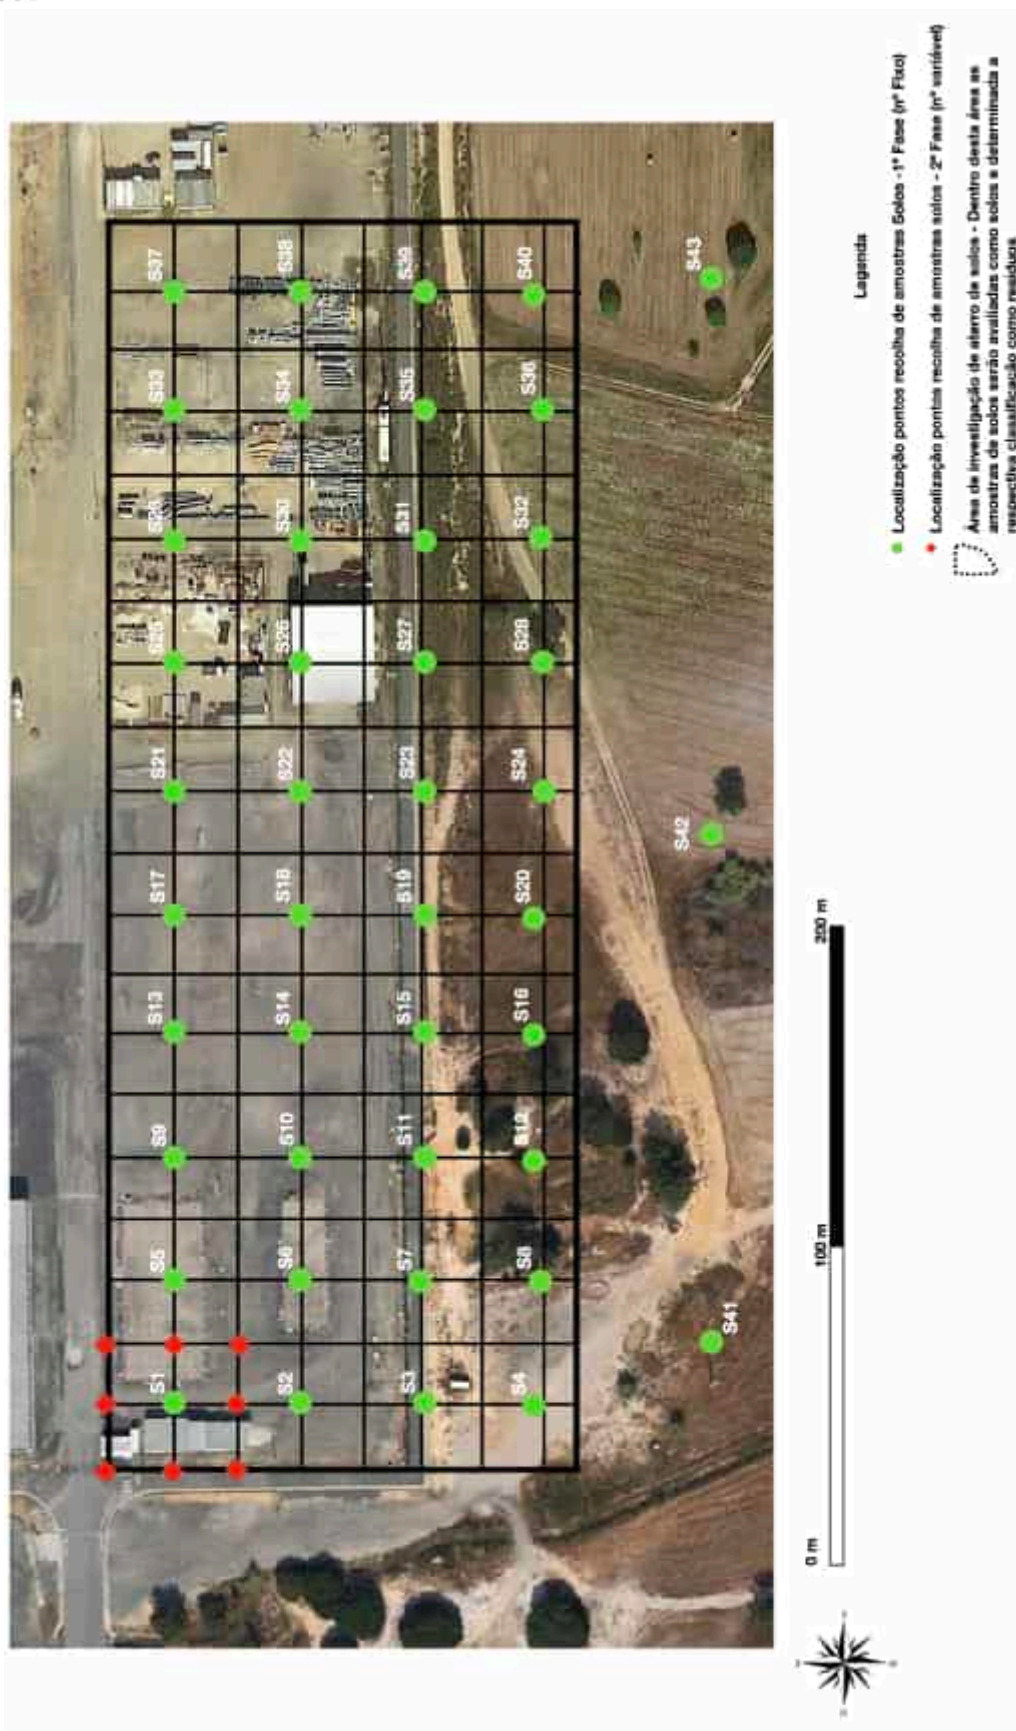 S1
S5
S9
S13
S17
S21
S25
S29
S33
S37
S2
S6
S10
S14
S18
S22
S26
S30
S34
S38
S3
S7
S11
S15
S19
S23
S27
S31
S35
S39
S4
S8
S12
S16
S20
S24
S28
S32
S36
S40
S41
S42
S43
0 m
100 m
200 m
Legenda
Localização pontos recolha de amostras Solos - 1ª Fase (nº Fixo)
Localização pontos recolha de amostras solos - 2ª Fase (nº variável)
Área de investigação de aterro de solos - Dentro desta área as
amostras de solos serão avaliadas como solos e determinada a
respectiva classificação como resíduos